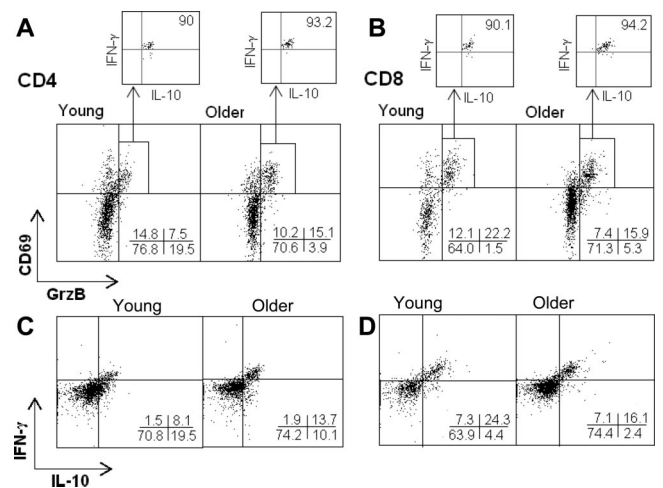 A
90
93.2
B
90.1
94.2
IFN-γ
IFN-γ
IFN-γ
IFN-γ
CD4
IL-10
IL-10
CD8
IL-10
IL-10
Young
Older
Young
Older
14.8 7.5
76.8 19.5
10.2 15.1
70.6 3.9
12.1 22.2
64.0 1.5
7.4 15.9
71.3 5.3
CD69
GrzB
C
Young
Older
D
Young
Older
1.5 8.1
70.8 19.5
1.9 13.7
74.2 10.1
7.3 24.3
63.9 4.4
7.1 16.1
74.4 2.4
IFN-γ
IL-10